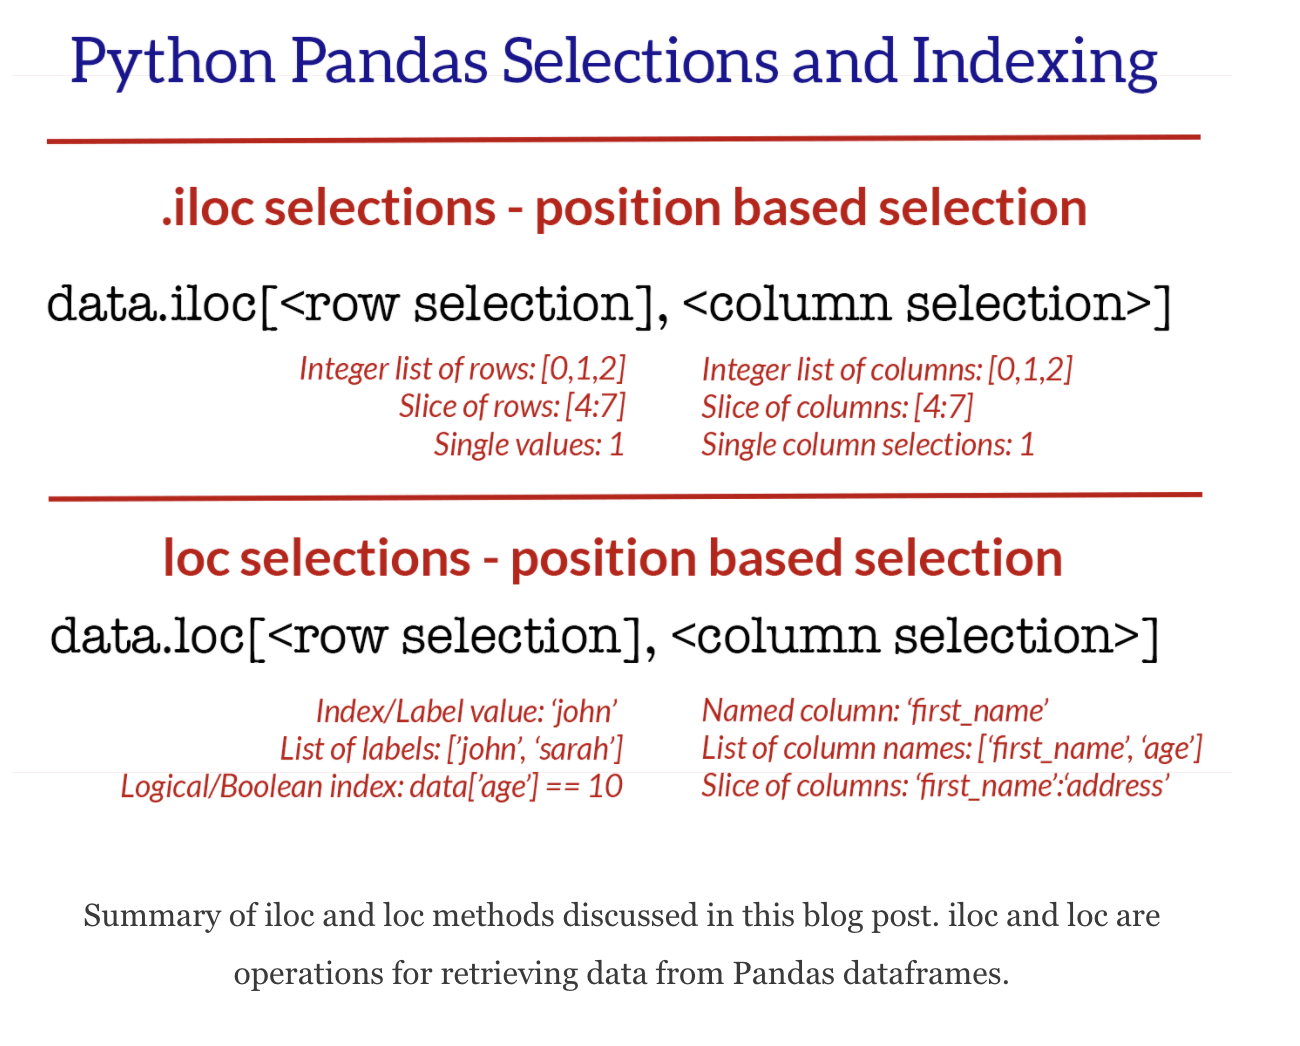 Python Pandas Selections and Indexing
.iloc selections - position based selection
data.iloc[<row selection], <column selection>]
Integer list of rows: [0,1,2]
Integer list of columns: [0,1,2]
Slice of rows: [4:7]
Slice of columns: [4:7]
Single values: 1
Single column selections: 1
loc selections - position based selection
data.loc[<row selection], <column selection>]
Index/Label value: ‘john’
Named column: ‘first_name’
List of labels: [’john’, ‘sarah’]
List of column names: [‘first_name’, ‘age’]
Logical/Boolean index: data[’age’] == 10
Slice of columns: ‘first_name’:‘address’
Summary of iloc and loc methods discussed in this blog post. iloc and loc are
operations for retrieving data from Pandas dataframes.